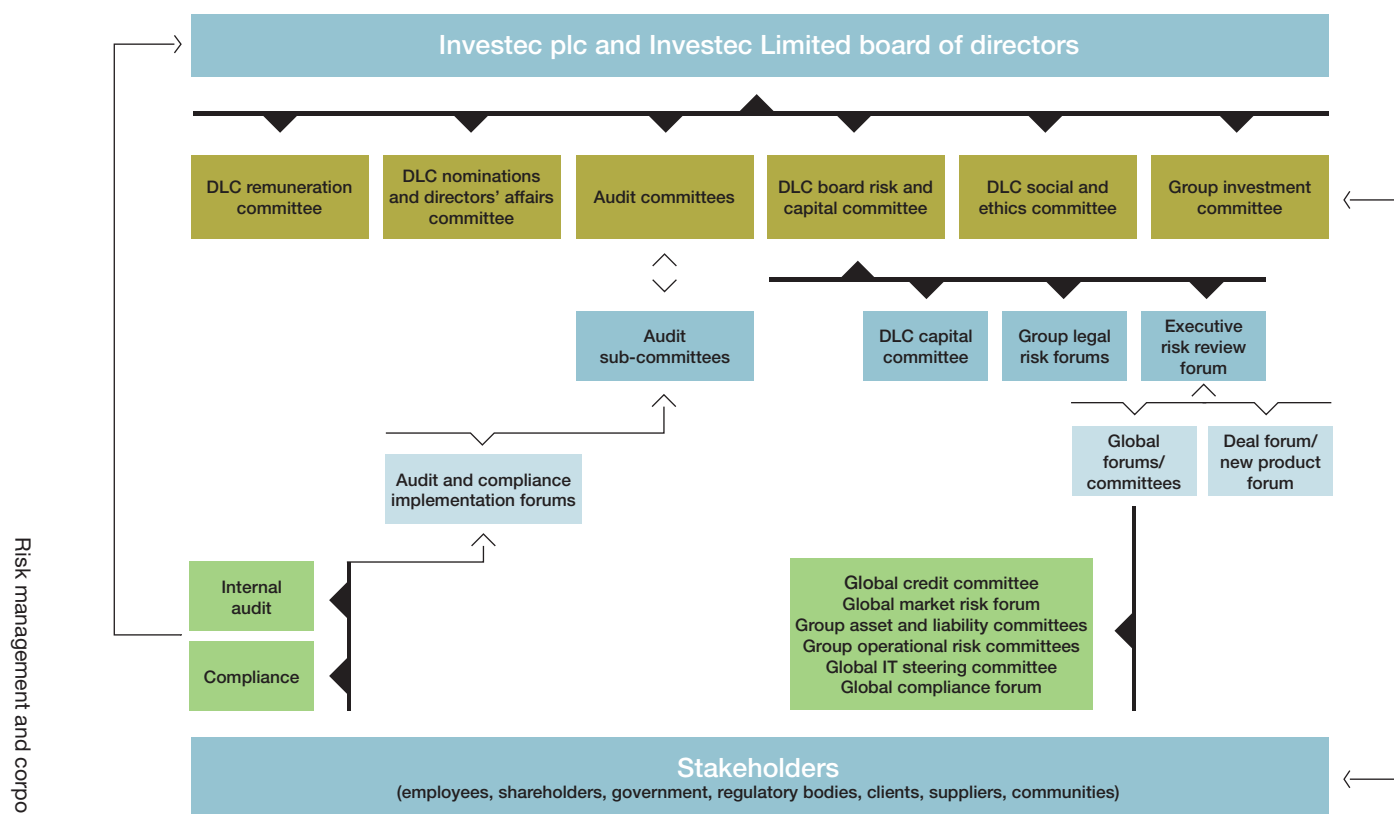 Investec plc and Investec Limited board of directors
DLC remuneration
committee
DLC nominations
and directors’ affairs
committee
Audit committees
DLC board risk and
capital committee
DLC social and
ethics committee
Group investment
committee
Audit
sub-committees
DLC capital
committee
Group legal
risk forums
Executive
risk review
forum
Global
forums/
committees
Deal forum/
new product
forum
Audit and compliance
implementation forums
Internal
audit
Compliance
Global credit committee
Global market risk forum
Group asset and liability committees
Group operational risk committees
Global IT steering committee
Global compliance forum
Stakeholders
(employees, shareholders, government, regulatory bodies, clients, suppliers, communities)
Risk management and corpo